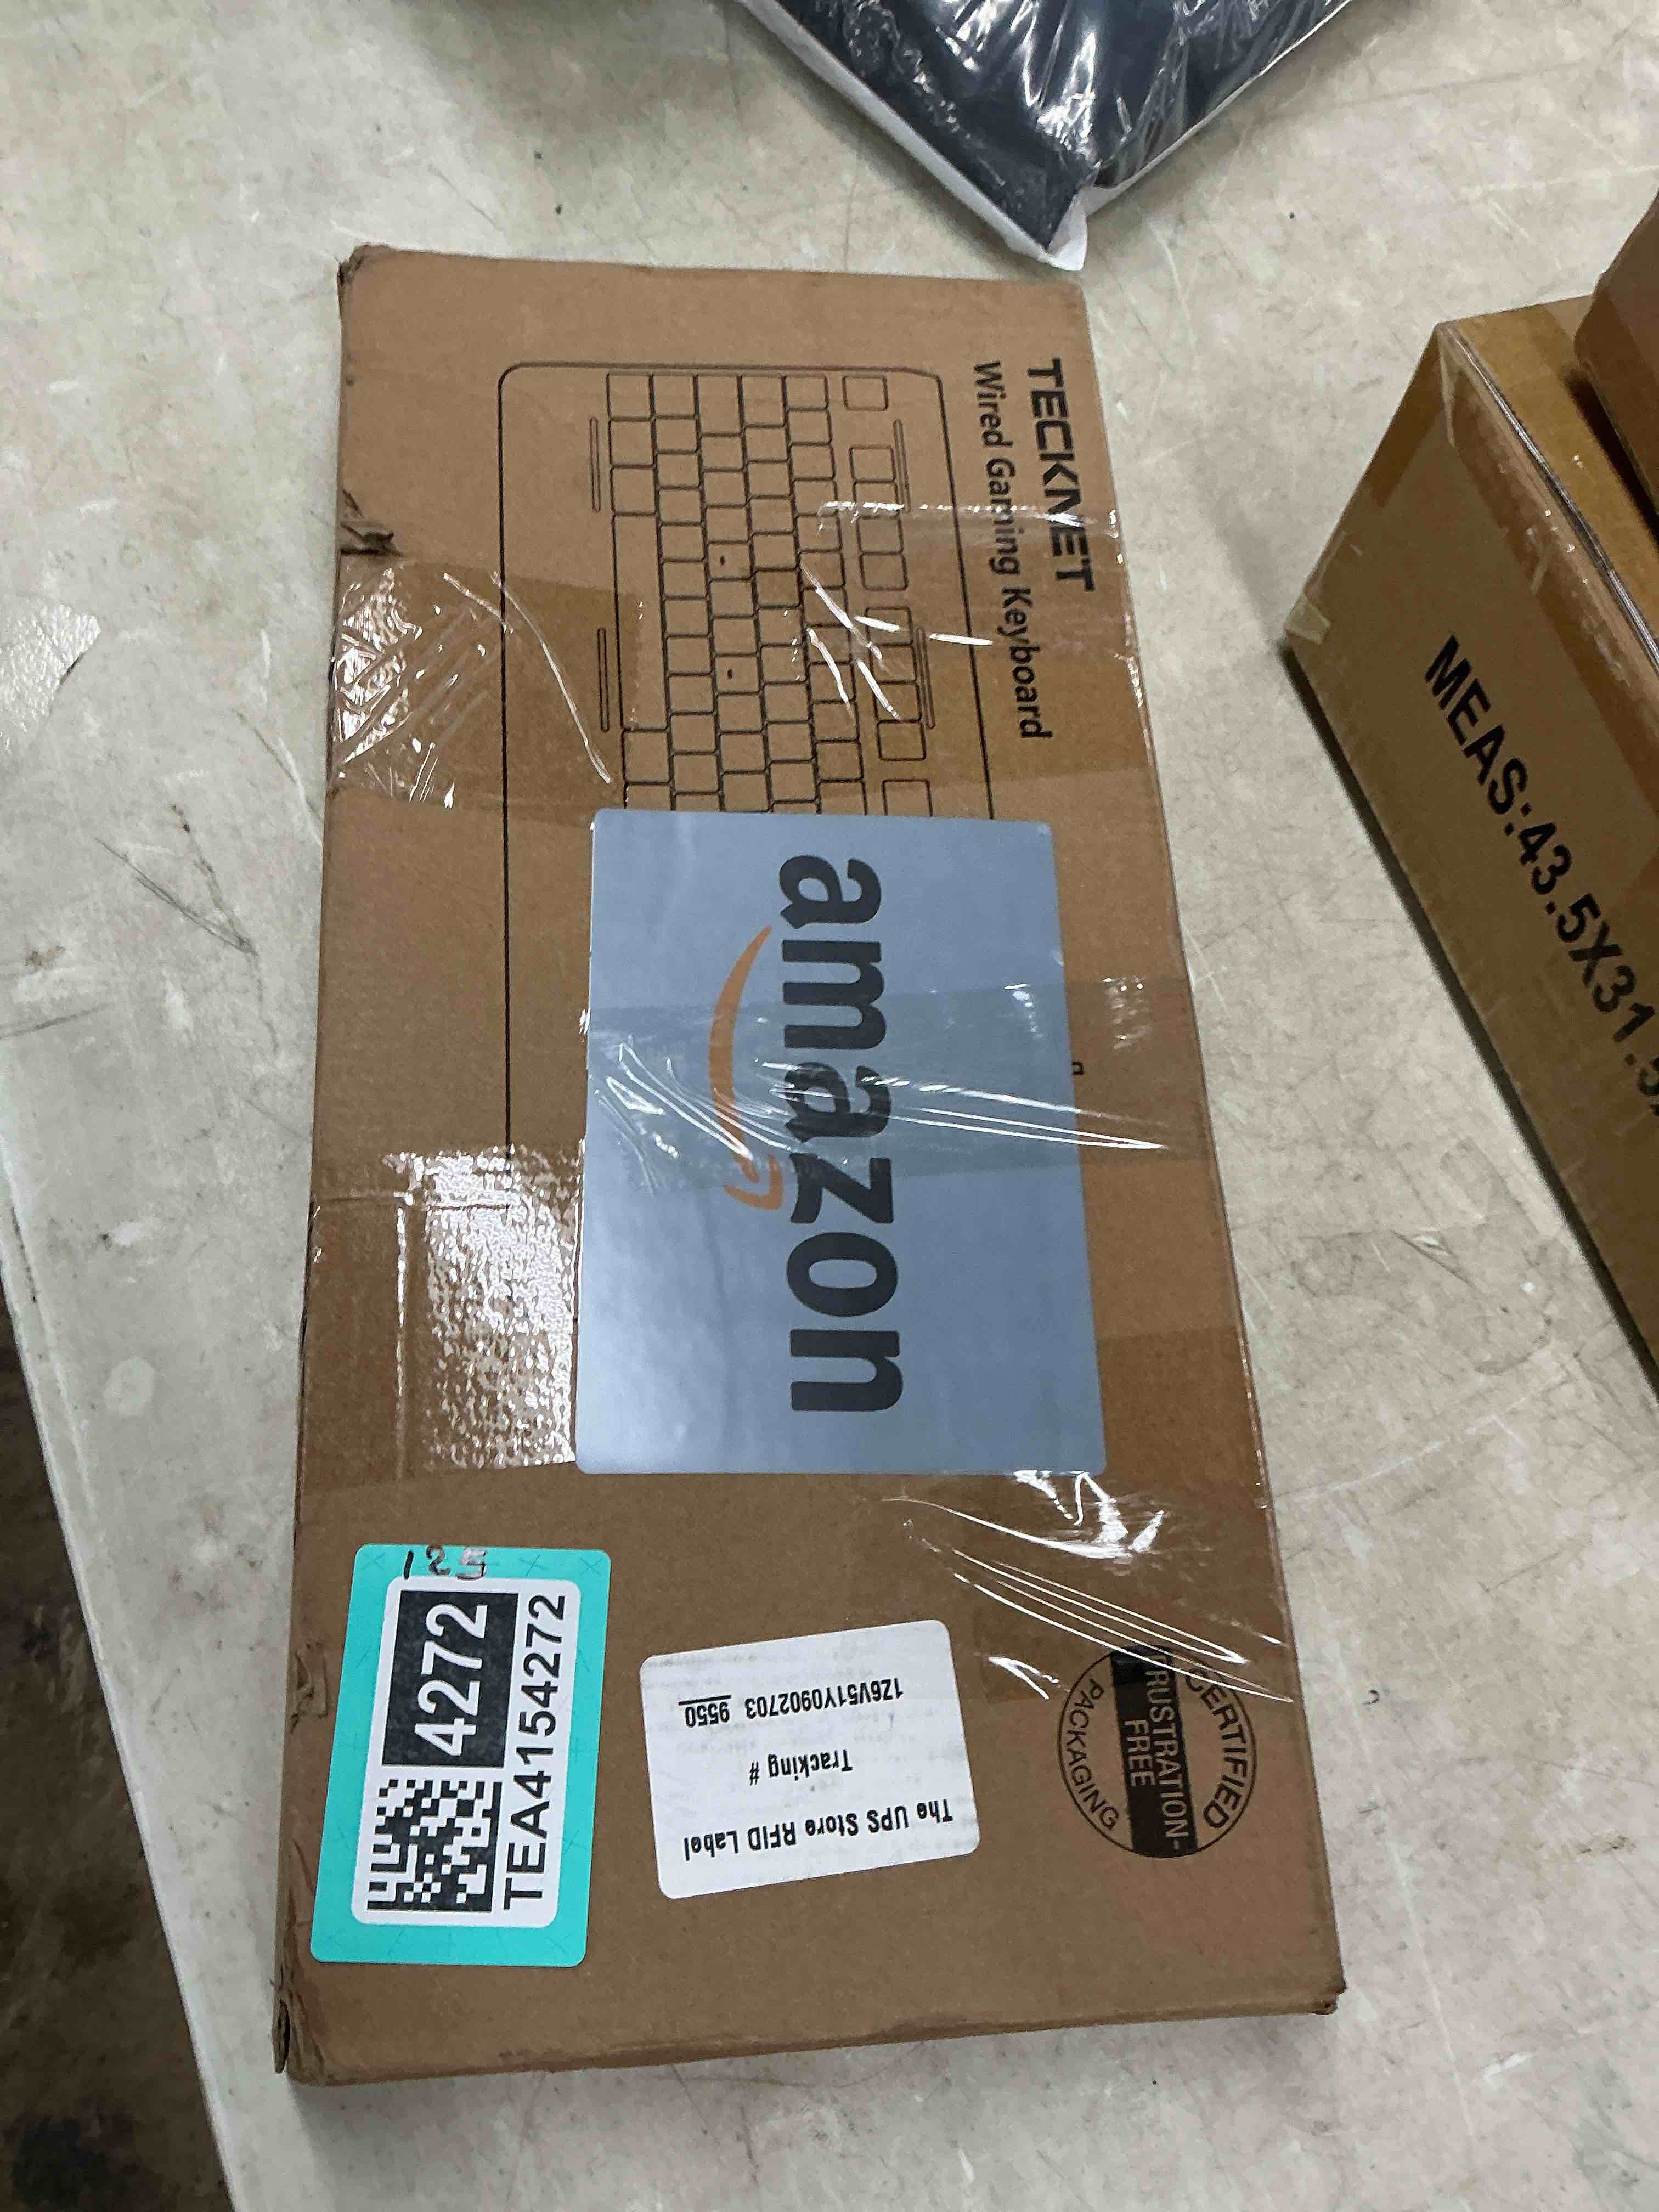 TECKNET
Wired Gaming Keyboard
amazon
CERTIFIED
FRUSTRATION-
FREE
PACKAGING
The UPS Store RFID Label
Tracking #
1Z6V51Y0902703 9550
125
4272
TEA4154272
MEAS:43.5X31.5